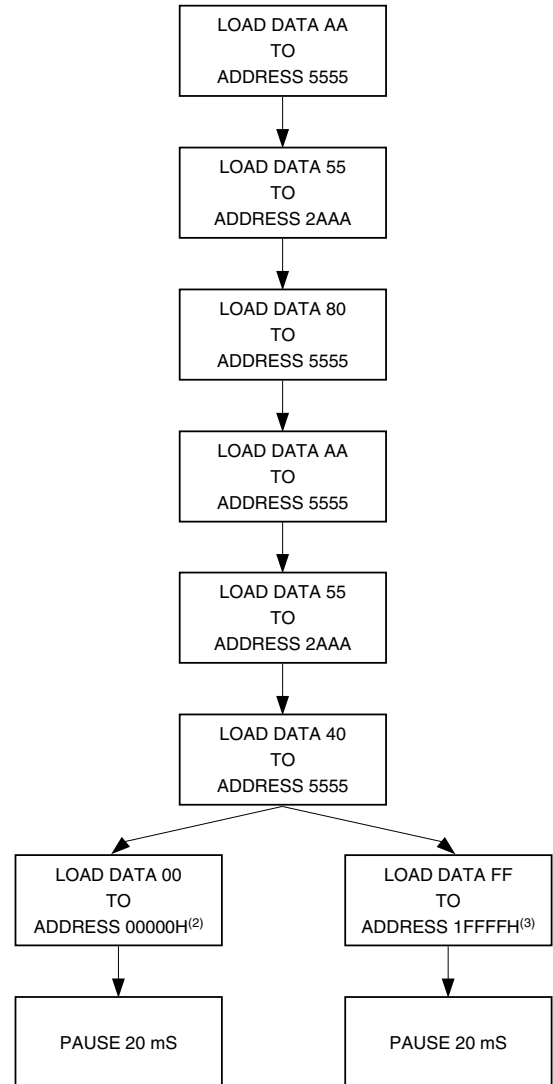 LOAD DATA AA
TO
ADDRESS 5555
LOAD DATA 55
TO
ADDRESS 2AAA
LOAD DATA 80
TO
ADDRESS 5555
LOAD DATA AA
TO
ADDRESS 5555
LOAD DATA 55
TO
ADDRESS 2AAA
LOAD DATA 40
TO
ADDRESS 5555
LOAD DATA 00
TO
ADDRESS 00000H(2)
LOAD DATA FF
TO
ADDRESS 1FFFFH(3)
PAUSE 20 mS
PAUSE 20 mS